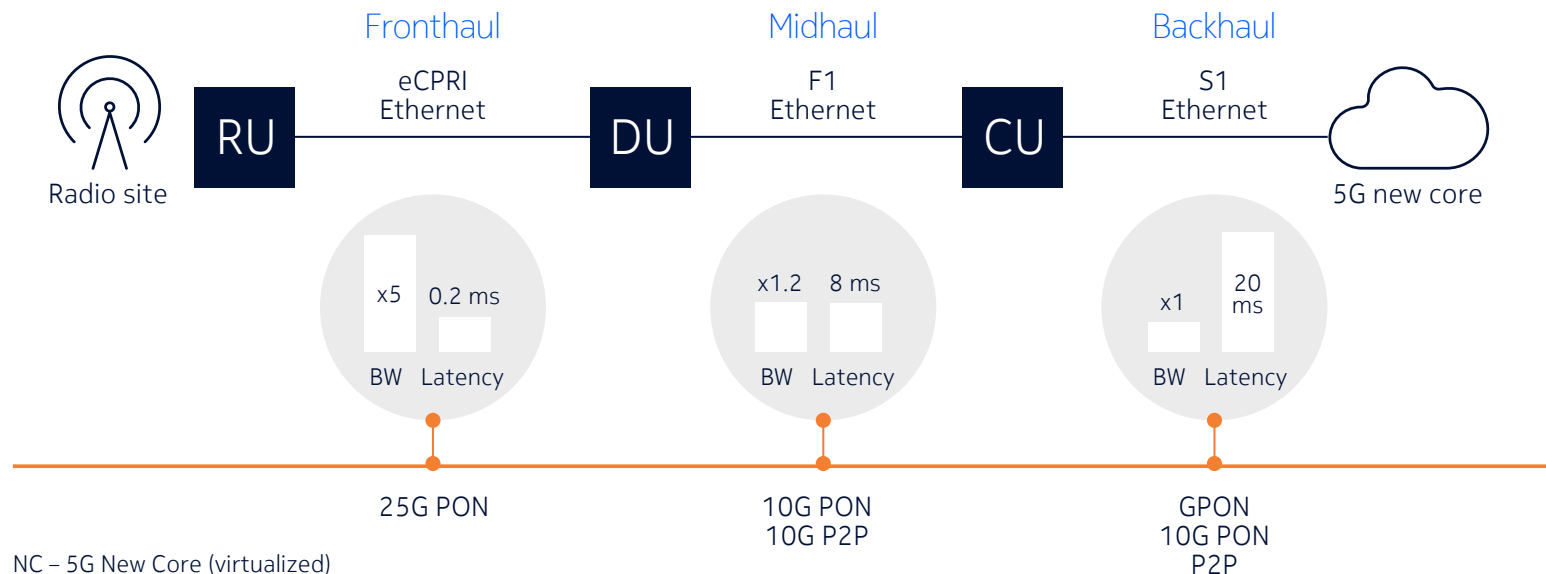 Fronthaul
Midhaul
Backhaul
eCPRI
Ethernet
F1
Ethernet
S1
Ethernet
RU
DU
CU
Radio site
5G new core
x5
0.2 ms
BW
Latency
x1.2
8 ms
BW
Latency
x1
20
ms
BW
Latency
25G PON
10G PON
10G P2P
GPON
10G PON
P2P
NC – 5G New Core (virtualized)